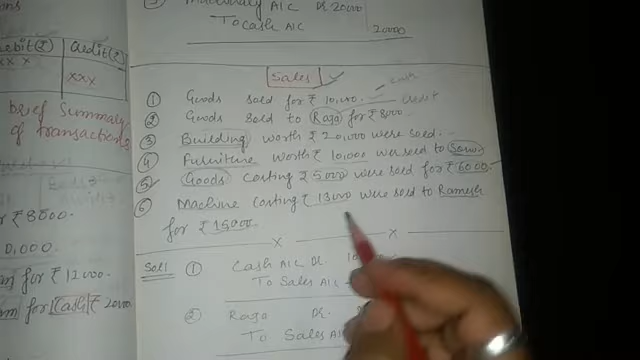 Machinery A/C Dr 20000
To Cash A/C
20000
Debit(₹) Credit(₹)
xx x
xxx
brief Summary
of transactions
Sales
① Goods sold for ₹ 10,000. Cash
② Goods sold to Raja for ₹ 8000 Credit
③ Building worth ₹ 20,000 were sold.
④ Furniture worth ₹ 10,000 were sold to
⑤ Goods costing ₹ 5000 were sold for ₹ 6000
⑥ Machine costing ₹ 13000 were sold to Ramesh
for ₹ 15000.
x x
₹ 8000
0,000
for ₹ 12000
for Cash ₹ 20000
Sol! ① Cash A/C Dr
To Sales A/C
② Raja Dr.
To Sales A/C